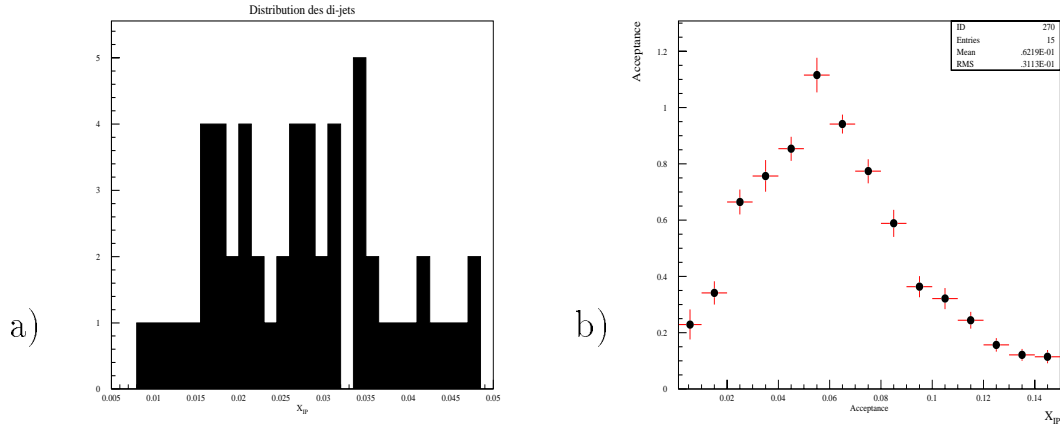 Distribution des di-jets
5
4
3
2
1
0
0.005 0.01 0.015 0.02 0.025 0.03 0.035 0.04 0.045 0.05
X_IP
a)
ID 270
Entries 15
Mean .6219E-01
RMS .3113E-01
Acceptance
1.2
1
0.8
0.6
0.4
0.2
0
0.02 0.04 0.06 0.08 0.1 0.12 0.14
Acceptance
X_IP
b)